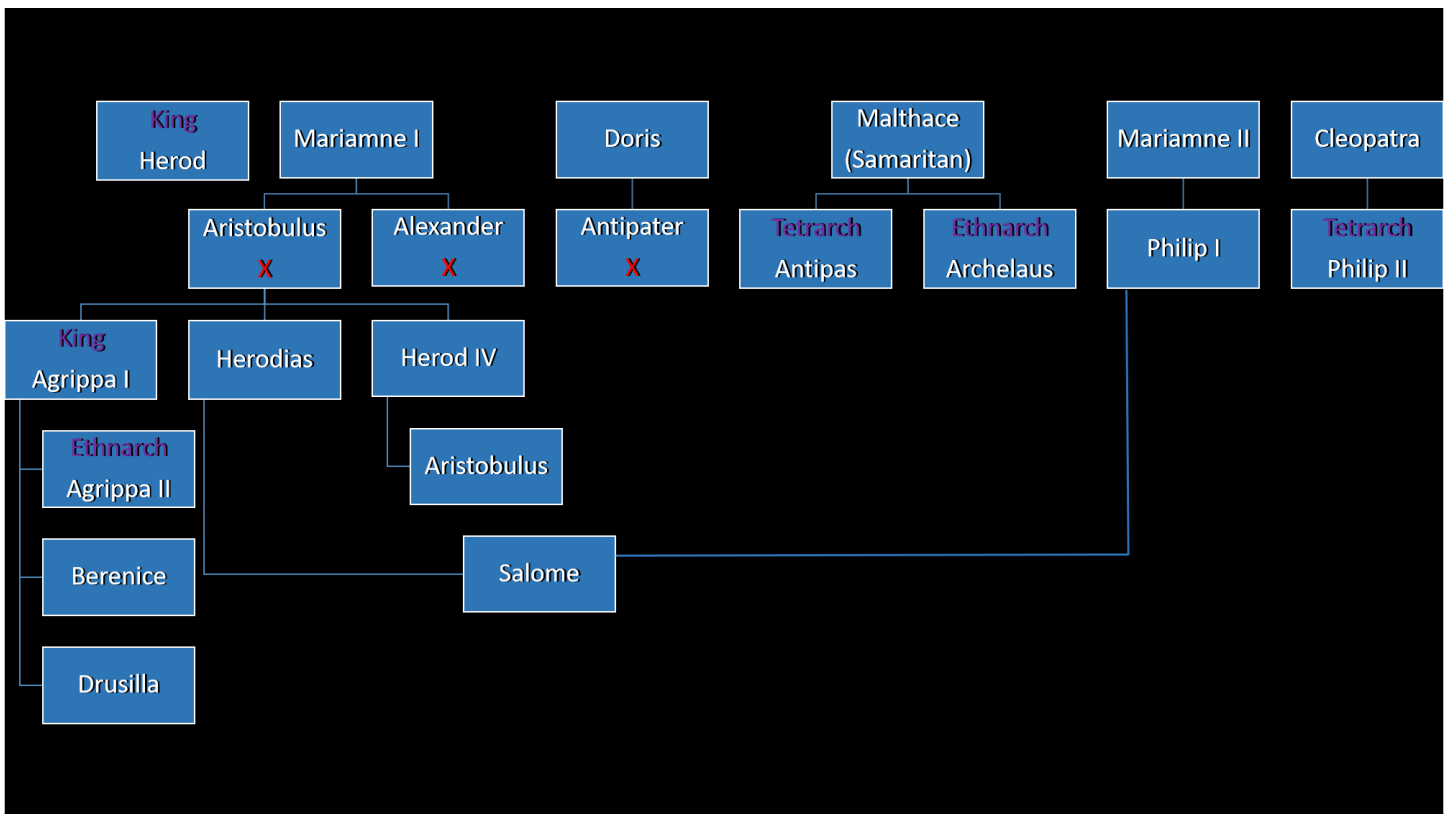 King
Herod
Mariamne I
Doris
Malthace
(Samaritan)
Mariamne II
Cleopatra
Aristobulus
X
Alexander
X
Antipater
X
Tetrarch
Antipas
Ethnarch
Archelaus
Philip I
Tetrarch
Philip II
King
Agrippa I
Herodias
Herod IV
Ethnarch
Agrippa II
Aristobulus
Berenice
Salome
Drusilla